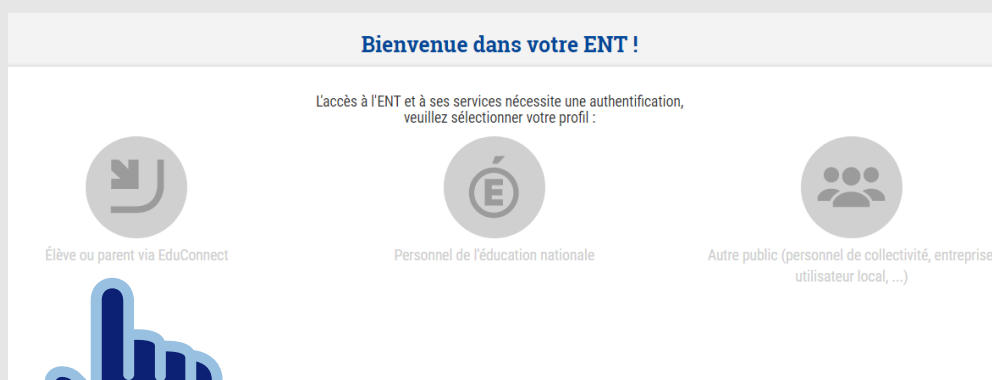 Bienvenue dans votre ENT !
L'accès à l'ENT et à ses services nécessite une authentification,
veuillez sélectionner votre profil :
É
Élève ou parent via EduConnect
Personnel de l'éducation nationale
Autre public (personnel de collectivité, entreprise
utilisateur local, ...)